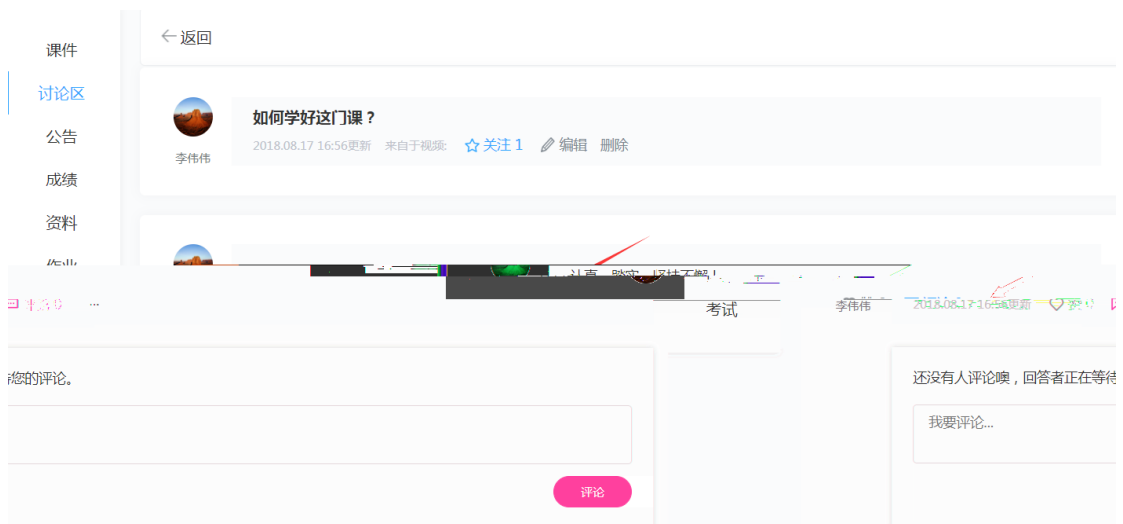 课件
讨论区
公告
成绩
资料
返回
如何学好这门课？
2018.08.17 16:56更新 来自于视频: 关注 1 编辑 删除
李伟伟
考试
李伟伟
2018.08.17 16:56更新
您的评论。
评论
还没有人评论噢，回答者正在等待
我要评论...